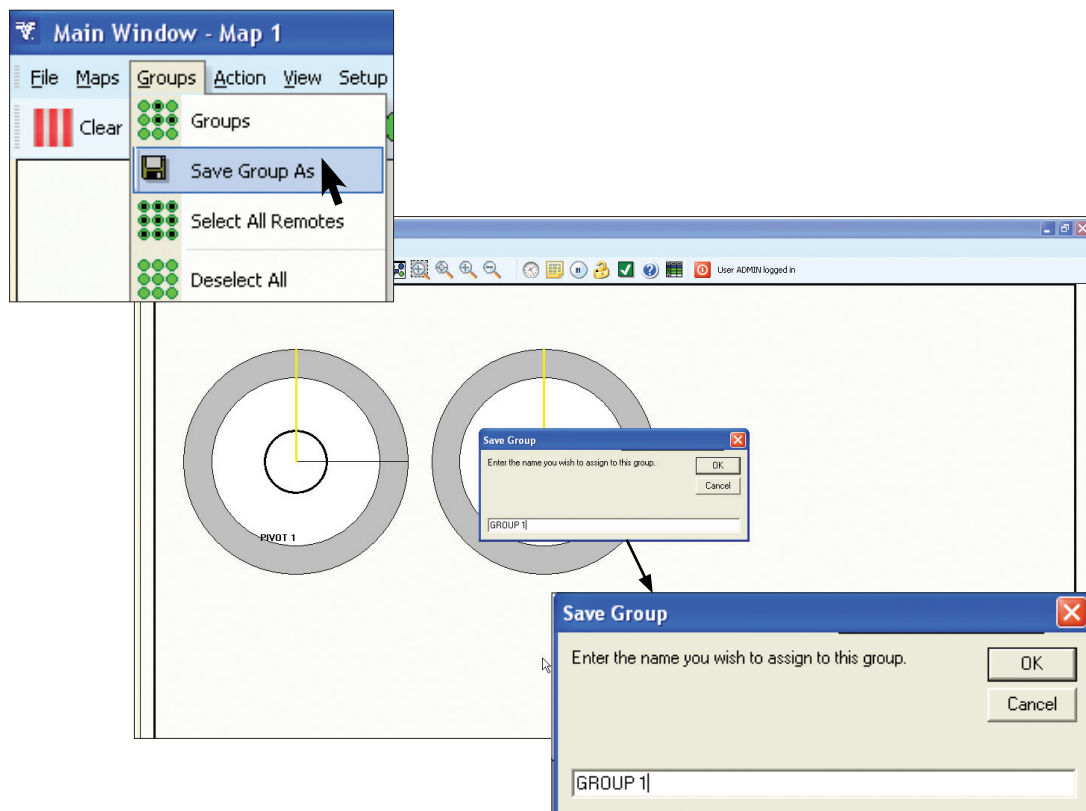 Main Window - Map 1
File Maps Groups Action View Setup
Clear
Groups
Save Group As
Select All Remotes
Deselect All
User ADMIN logged in
PIVOT 1
Save Group
Enter the name you wish to assign to this group.
OK
Cancel
GROUP 1
Save Group
Enter the name you wish to assign to this group.
OK
Cancel
GROUP 1